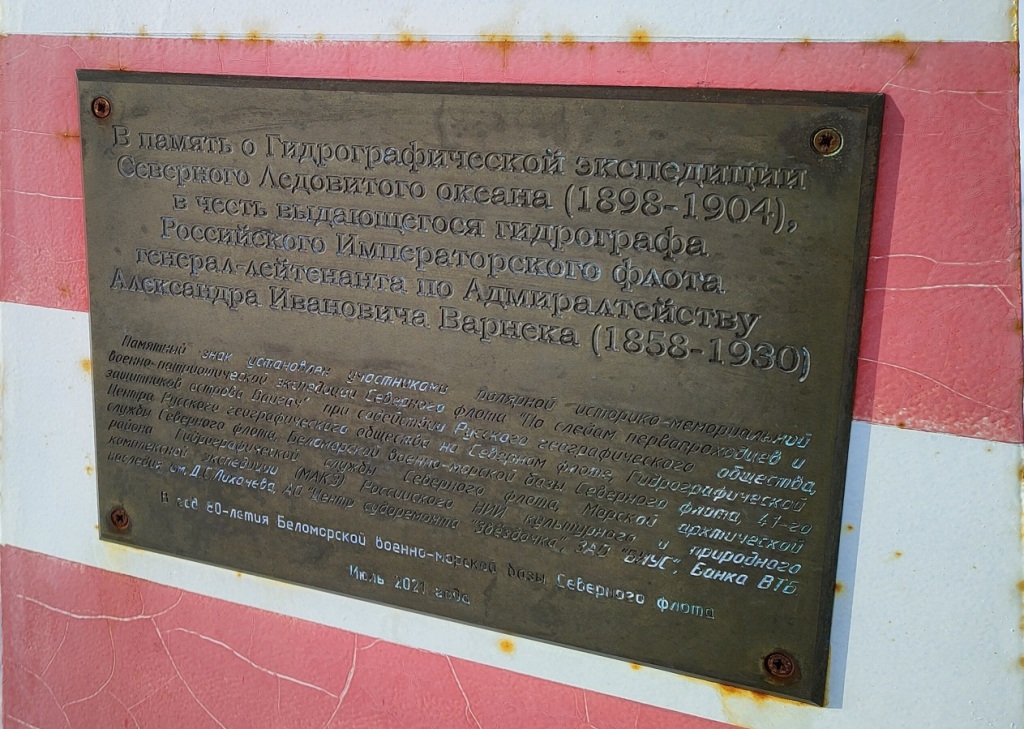 В память о Гидрографической экспедиции
Северного Ледовитого океана (1898-1904),
в честь выдающегося гидрографа
Российского Императорского флота
генерал-лейтенанта по Адмиралтейству
Александра Ивановича Варнека (1858-1930)
Памятный знак установлен участниками полярной историко-мемориальной
военно-патриотической экспедиции Северного флота "По следам первопроходцев и
защитников острова Вайгач" при содействии Русского географического общества,
Центра Русского географического общества на Северном флоте, Гидрографической
службы Северного флота, Беломорской военно-морской базы Северного флота, 41-го
района Гидрографической службы Северного флота, Морской арктической
комплексной экспедиции (МАКЭ) Российского НИИ культурного и природного
наследия им. Д.С. Лихачева, АО "Центр судоремонта "Звёздочка", ЗАО "ВИУС", Банка ВТБ
В год 80-летия Беломорской военно-морской базы Северного флота
Июль 2021 года